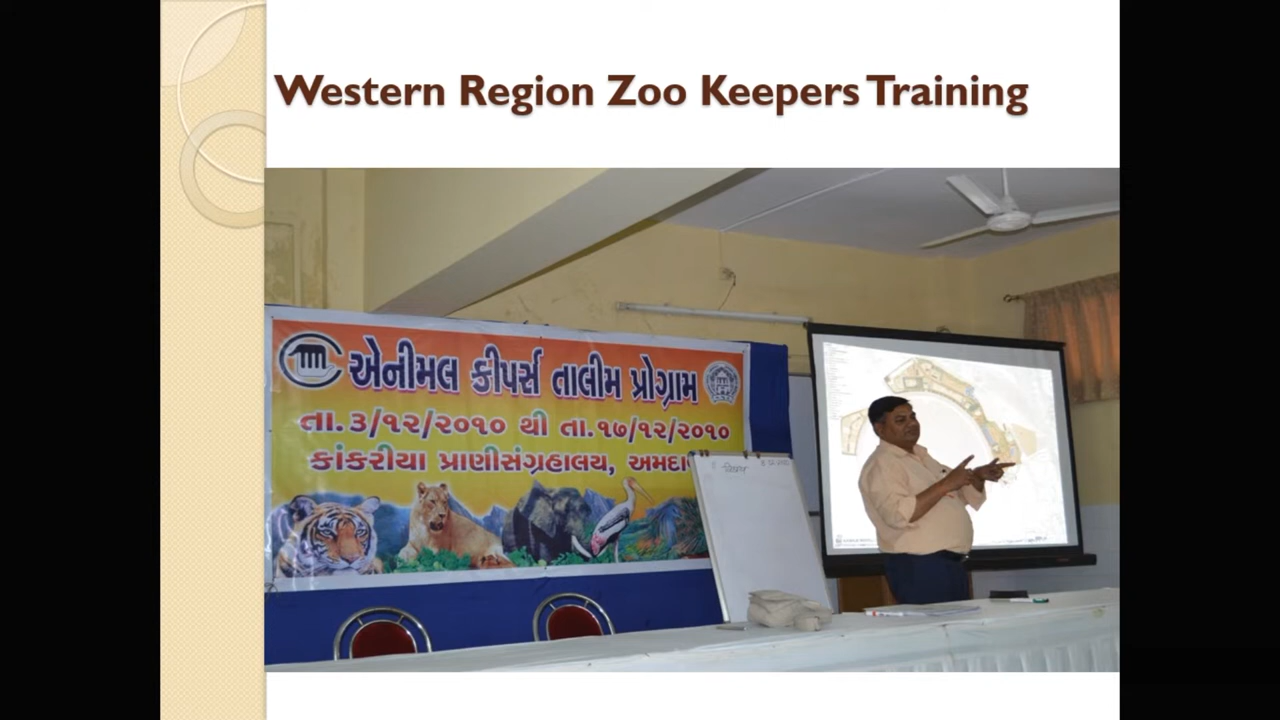 Western Region Zoo Keepers Training
એનીમલ કીપર્સ તાલીમ પ્રોગ્રામ
તા.૩/૧૨/૨૦૧૦ થી તા.૧૭/૧૨/૨૦૧૦
કાંકરીયા પ્રાણીસંગ્રહાલય,